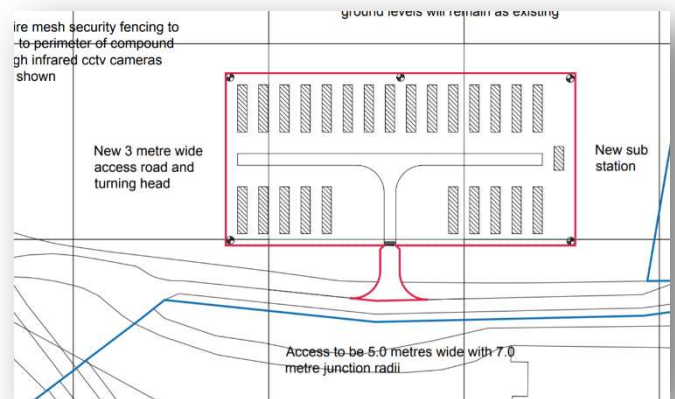 ground levels will remain as existing
ire mesh security fencing to
to perimeter of compound
gh infrared cctv cameras
shown
New 3 metre wide
access road and
turning head
New sub
station
Access to be 5.0 metres wide with 7.0
metre junction radii